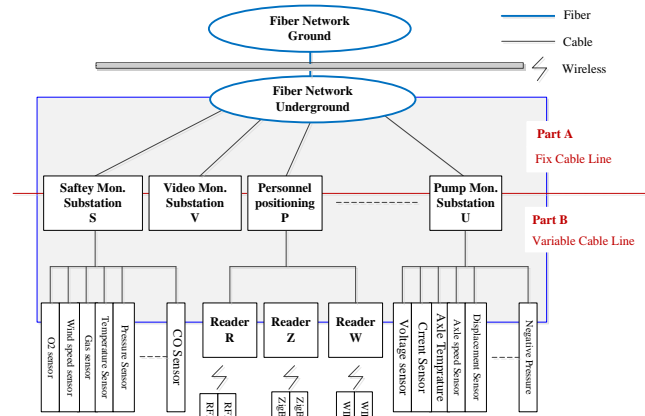 Fiber Network
Ground
Fiber
Cable
Wireless
Fiber Network
Underground
Part A
Fix Cable Line
Saftey Mon.
Substation
S
Video Mon.
Substation
V
Personnel
positioning
P
Pump Mon.
Substation
U
Part B
Variable Cable Line
O2 sensor
Wind speed sensor
Gas sensor
Temperature Sensor
Pressure Sensor
CO Sensor
Reader
R
Reader
Z
Reader
W
Voltage sensor
Crrent Sensor
Axle Temprature
Axle speed Sensor
Displacement Sensor
Negative Pressure